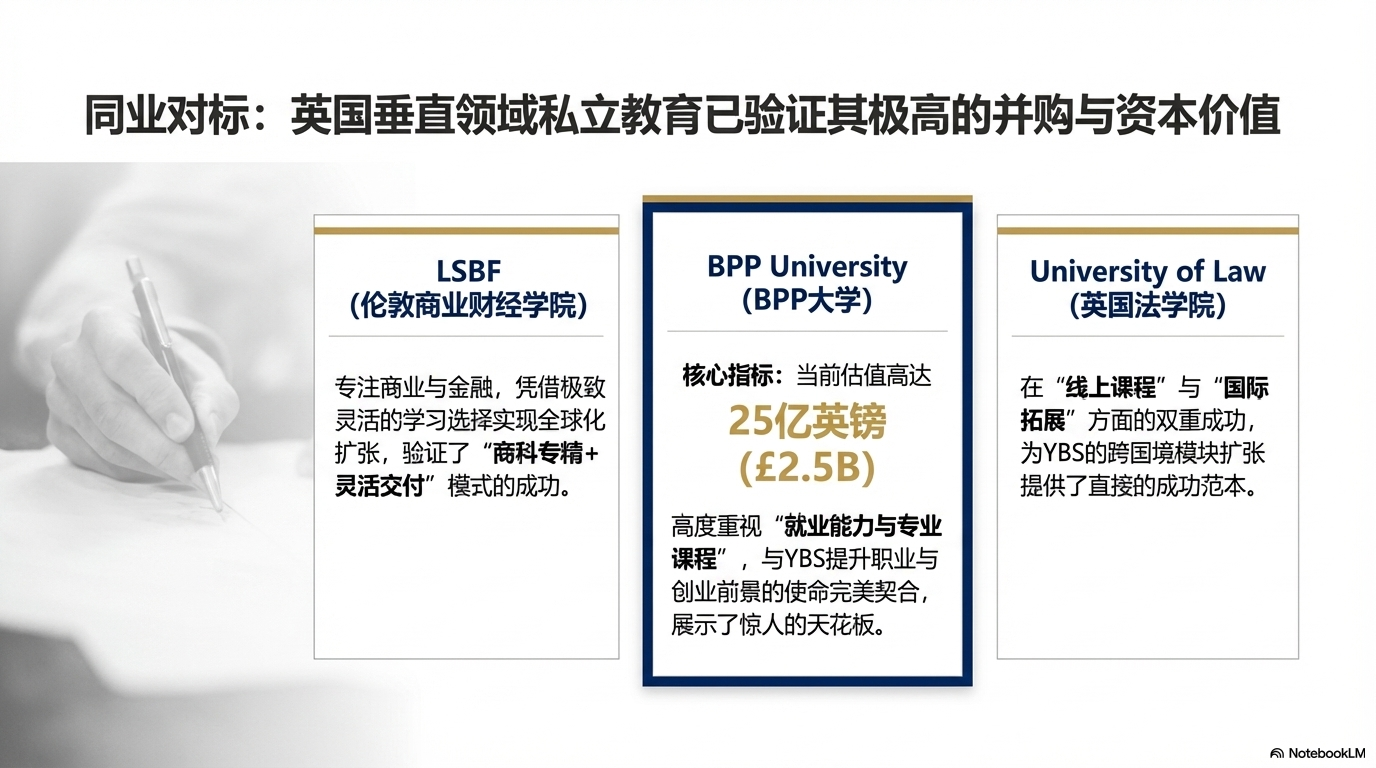 同业对标：英国垂直领域私立教育已验证其极高的并购与资本价值
LSBF
（伦敦商业财经学院）
专注商业与金融，凭借极致
灵活的学习选择实现全球化
扩张，验证了“商科专精+
灵活交付”模式的成功。
BPP University
（BPP大学）
核心指标：当前估值高达
25亿英镑
(£2.5B)
高度重视“就业能力与专业
课程”，与YBS提升职业与
创业前景的使命完美契合，
展示了惊人的天花板。
University of Law
（英国法学院）
在“线上课程”与“国际
拓展”方面的双重成功，
为YBS的跨国境模块扩张
提供了直接的成功范本。
NotebookLM